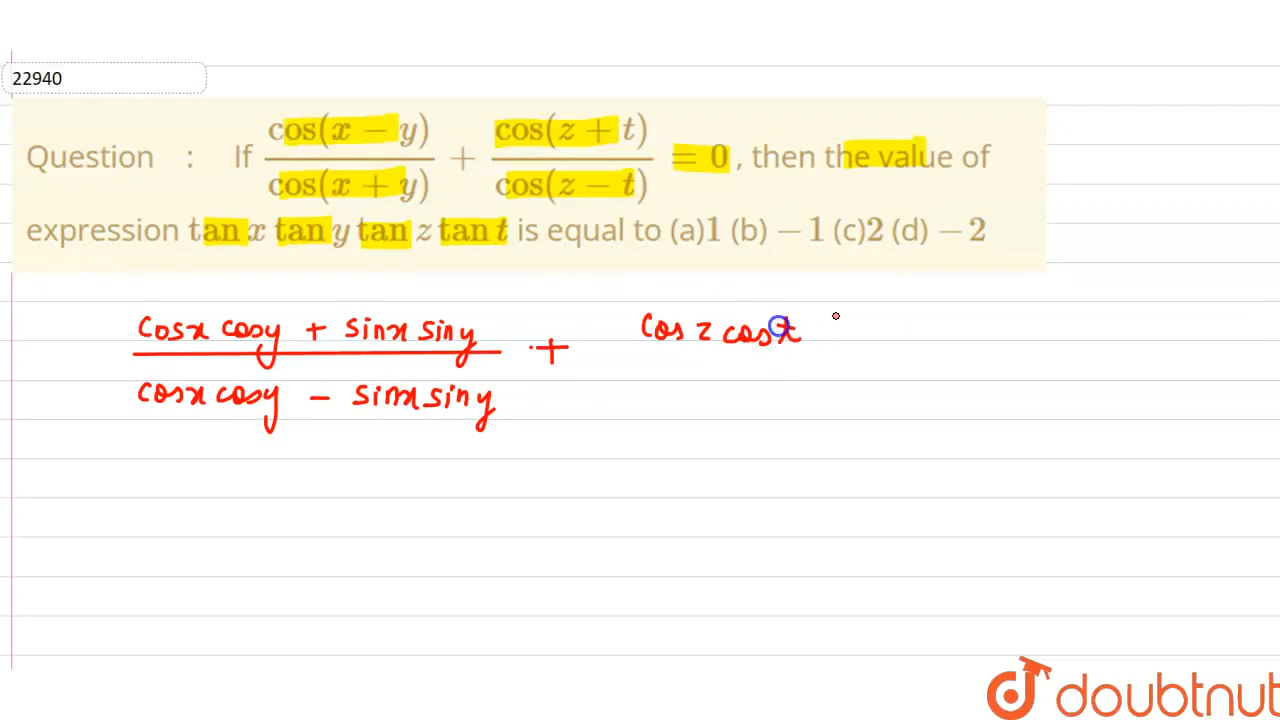 22940
Question : If cos(x − y)/cos(x + y) + cos(z + t)/cos(z − t) = 0 , then the value of
expression tan x tan y tan z tan t is equal to (a)1 (b) − 1 (c)2 (d) − 2
cosx cosy + sinx siny + cos z cost
cosx cosy − sinx siny
doubtnut